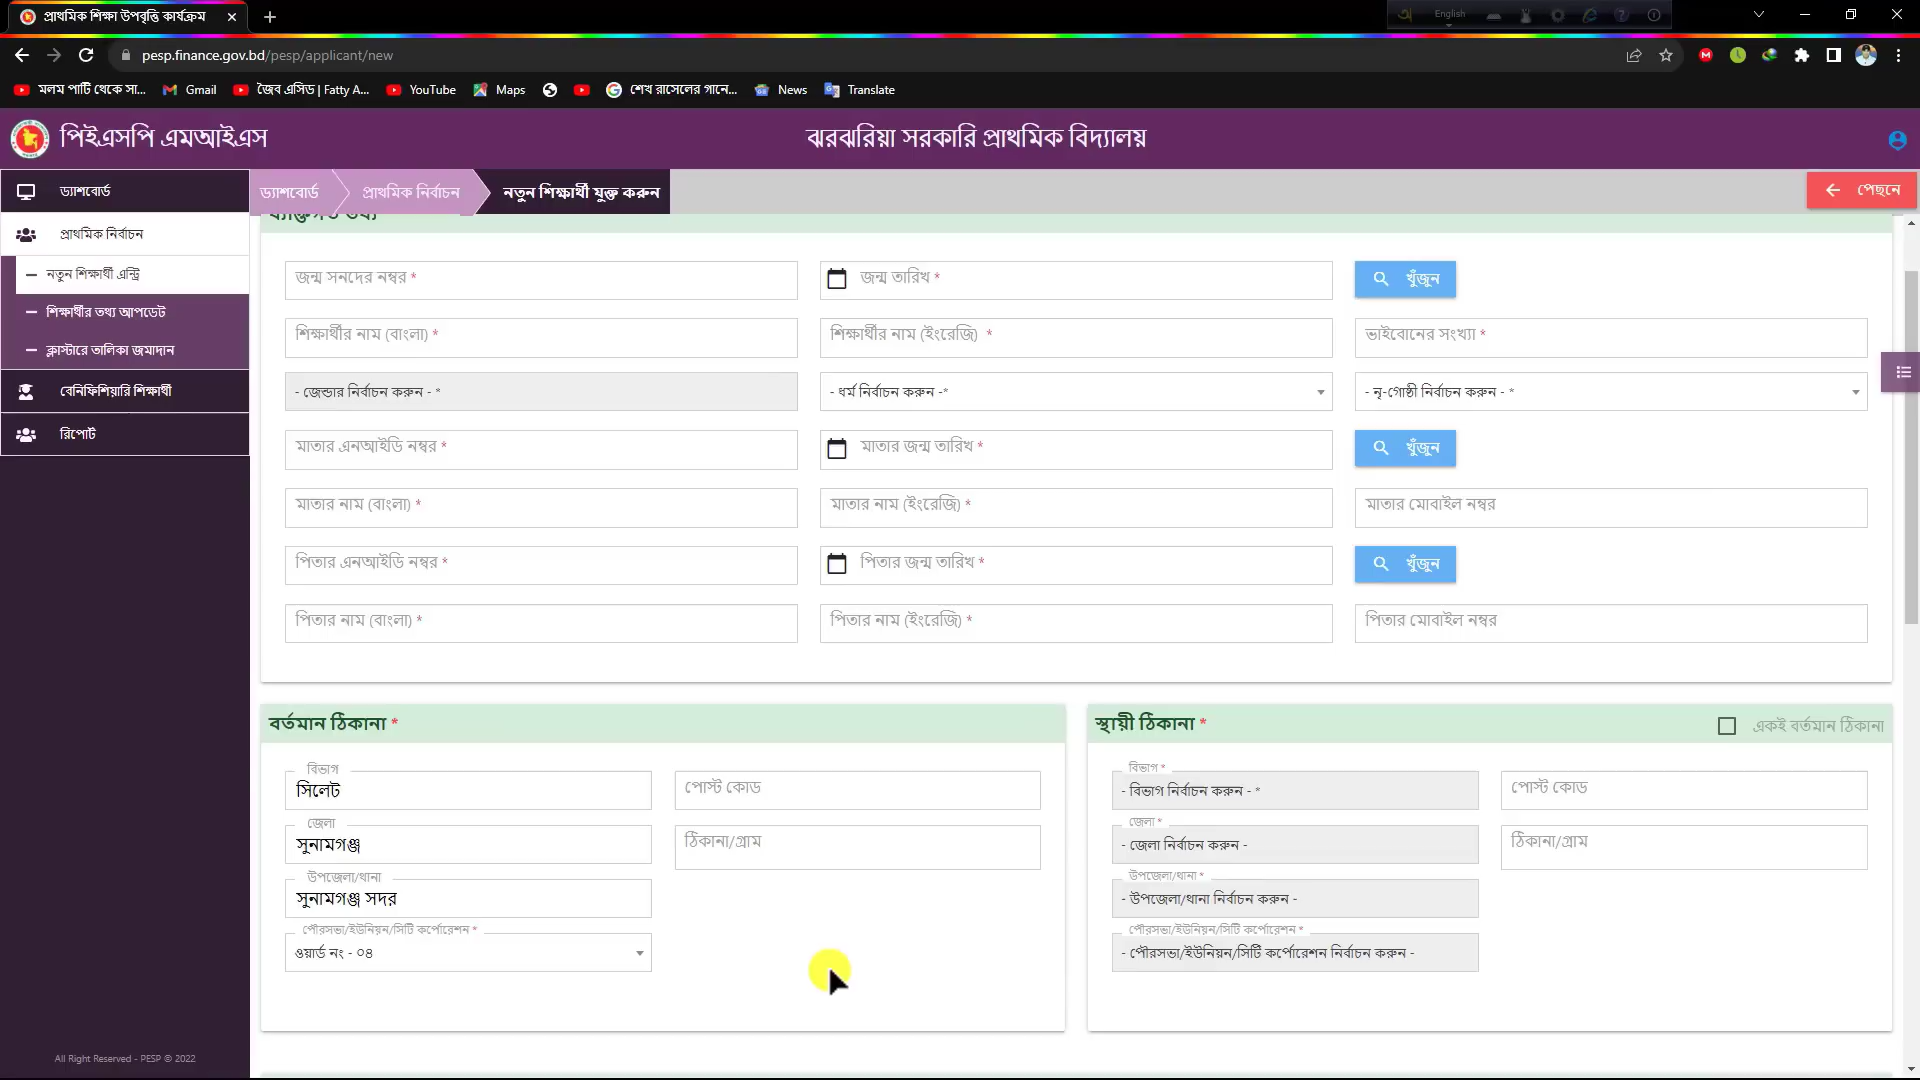 প্রাথমিক শিক্ষা উপবৃত্তি কার্যক্রম
English
pesp.finance.gov.bd/pesp/applicant/new
মলম পাটি থেকে সা... Gmail জৈব এসিড | Fatty A... YouTube Maps শেখ রাসেলের গানে... News Translate
পিইএসপি এমআইএস ঝরঝরিয়া সরকারি প্রাথমিক বিদ্যালয়
ড্যাশবোর্ড
প্রাথমিক নির্বাচন
নতুন শিক্ষার্থী এন্ট্রি
শিক্ষার্থীর তথ্য আপডেট
ক্লাস্টারে তালিকা জমাদান
বেনিফিশিয়ারি শিক্ষার্থী
রিপোর্ট
All Right Reserved - PESP © 2022
ড্যাশবোর্ড প্রাথমিক নির্বাচন নতুন শিক্ষার্থী যুক্ত করুন পেছনে
ব্যক্তিগত তথ্য
জন্ম সনদের নম্বর * জন্ম তারিখ * খুঁজুন
শিক্ষার্থীর নাম (বাংলা) * শিক্ষার্থীর নাম (ইংরেজি) * ভাইবোনের সংখ্যা *
- জেন্ডার নির্বাচন করুন - * - ধর্ম নির্বাচন করুন -* - নৃ-গোষ্ঠী নির্বাচন করুন - *
মাতার এনআইডি নম্বর * মাতার জন্ম তারিখ * খুঁজুন
মাতার নাম (বাংলা) * মাতার নাম (ইংরেজি) * মাতার মোবাইল নম্বর
পিতার এনআইডি নম্বর * পিতার জন্ম তারিখ * খুঁজুন
পিতার নাম (বাংলা) * পিতার নাম (ইংরেজি) * পিতার মোবাইল নম্বর
বর্তমান ঠিকানা *
বিভাগ
সিলেট পোস্ট কোড
জেলা
সুনামগঞ্জ ঠিকানা/গ্রাম
উপজেলা/থানা
সুনামগঞ্জ সদর
পৌরসভা/ইউনিয়ন/সিটি কর্পোরেশন *
ওয়ার্ড নং - ০৪
স্থায়ী ঠিকানা * একই বর্তমান ঠিকানা
বিভাগ *
- বিভাগ নির্বাচন করুন - * পোস্ট কোড
জেলা *
- জেলা নির্বাচন করুন - ঠিকানা/গ্রাম
উপজেলা/থানা *
- উপজেলা/থানা নির্বাচন করুন -
পৌরসভা/ইউনিয়ন/সিটি কর্পোরেশন *
- পৌরসভা/ইউনিয়ন/সিটি কর্পোরেশন নির্বাচন করুন -